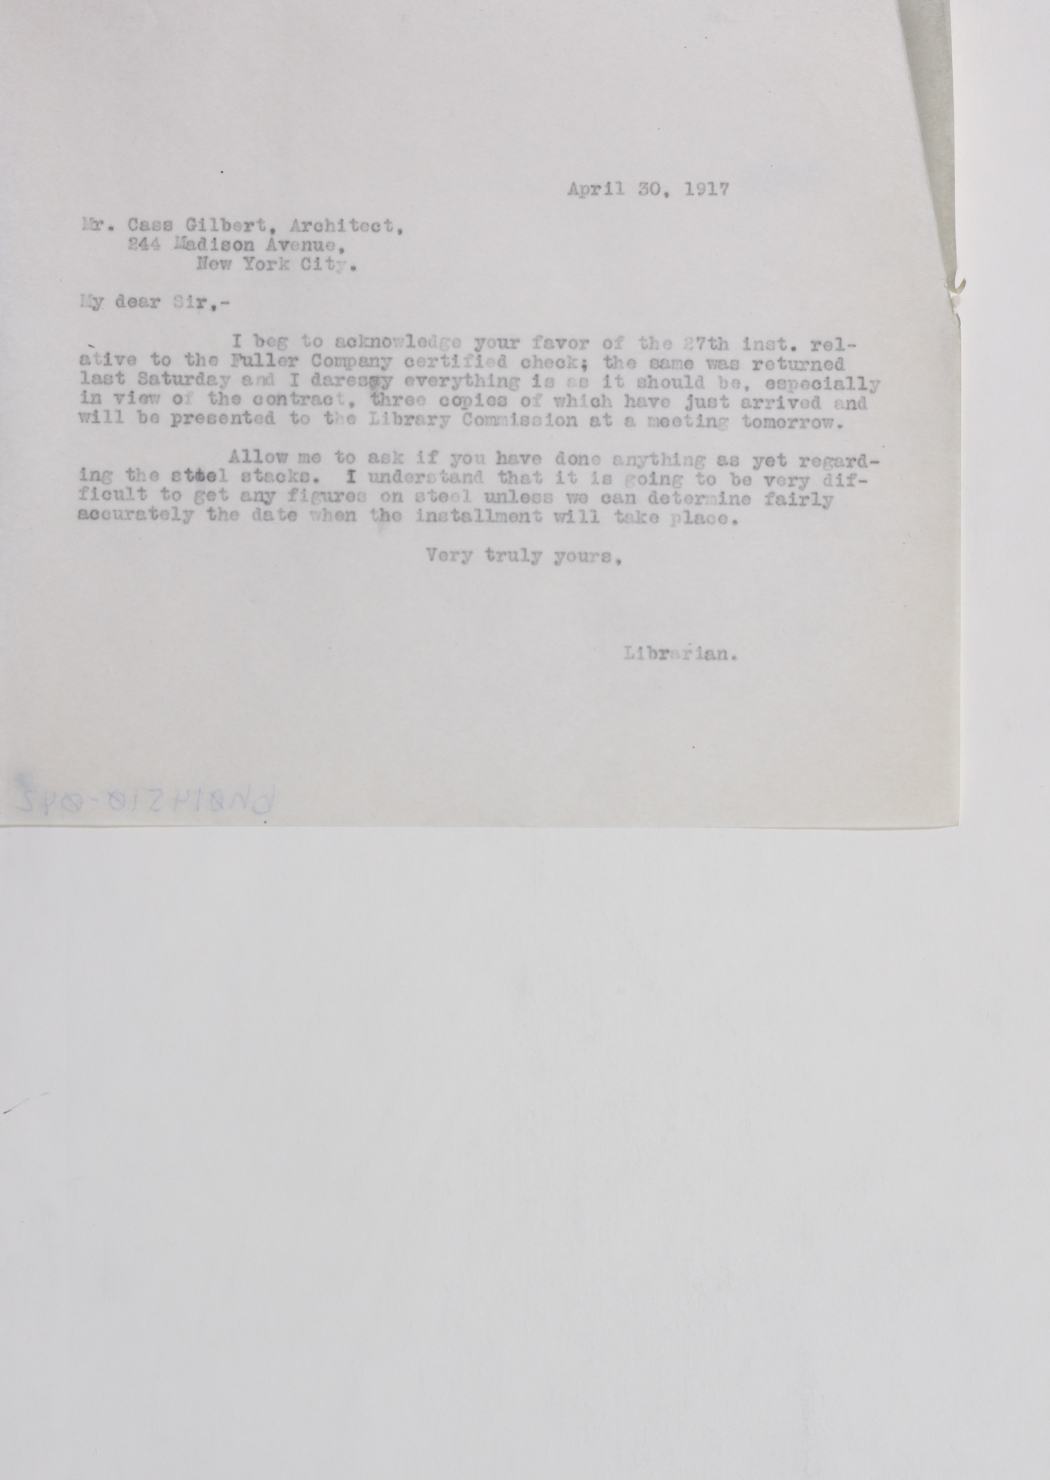 April 30, 1917
Mr. Cass Gilbert, Architect,
244 Madison Avenue,
New York City.
My dear Sir,-
I beg to acknowledge your favor of the 27th inst. rel-
ative to the Fuller Company certified check; the same was returned
last Saturday and I daresay everything is as it should be, especially
in view of the contract, three copies of which have just arrived and
will be presented to the Library Commission at a meeting tomorrow.
Allow me to ask if you have done anything as yet regard-
ing the steel stacks. I understand that it is going to be very dif-
ficult to get any figures on steel unless we can determine fairly
accurately the date when the installment will take place.
Very truly yours,
Librarian.